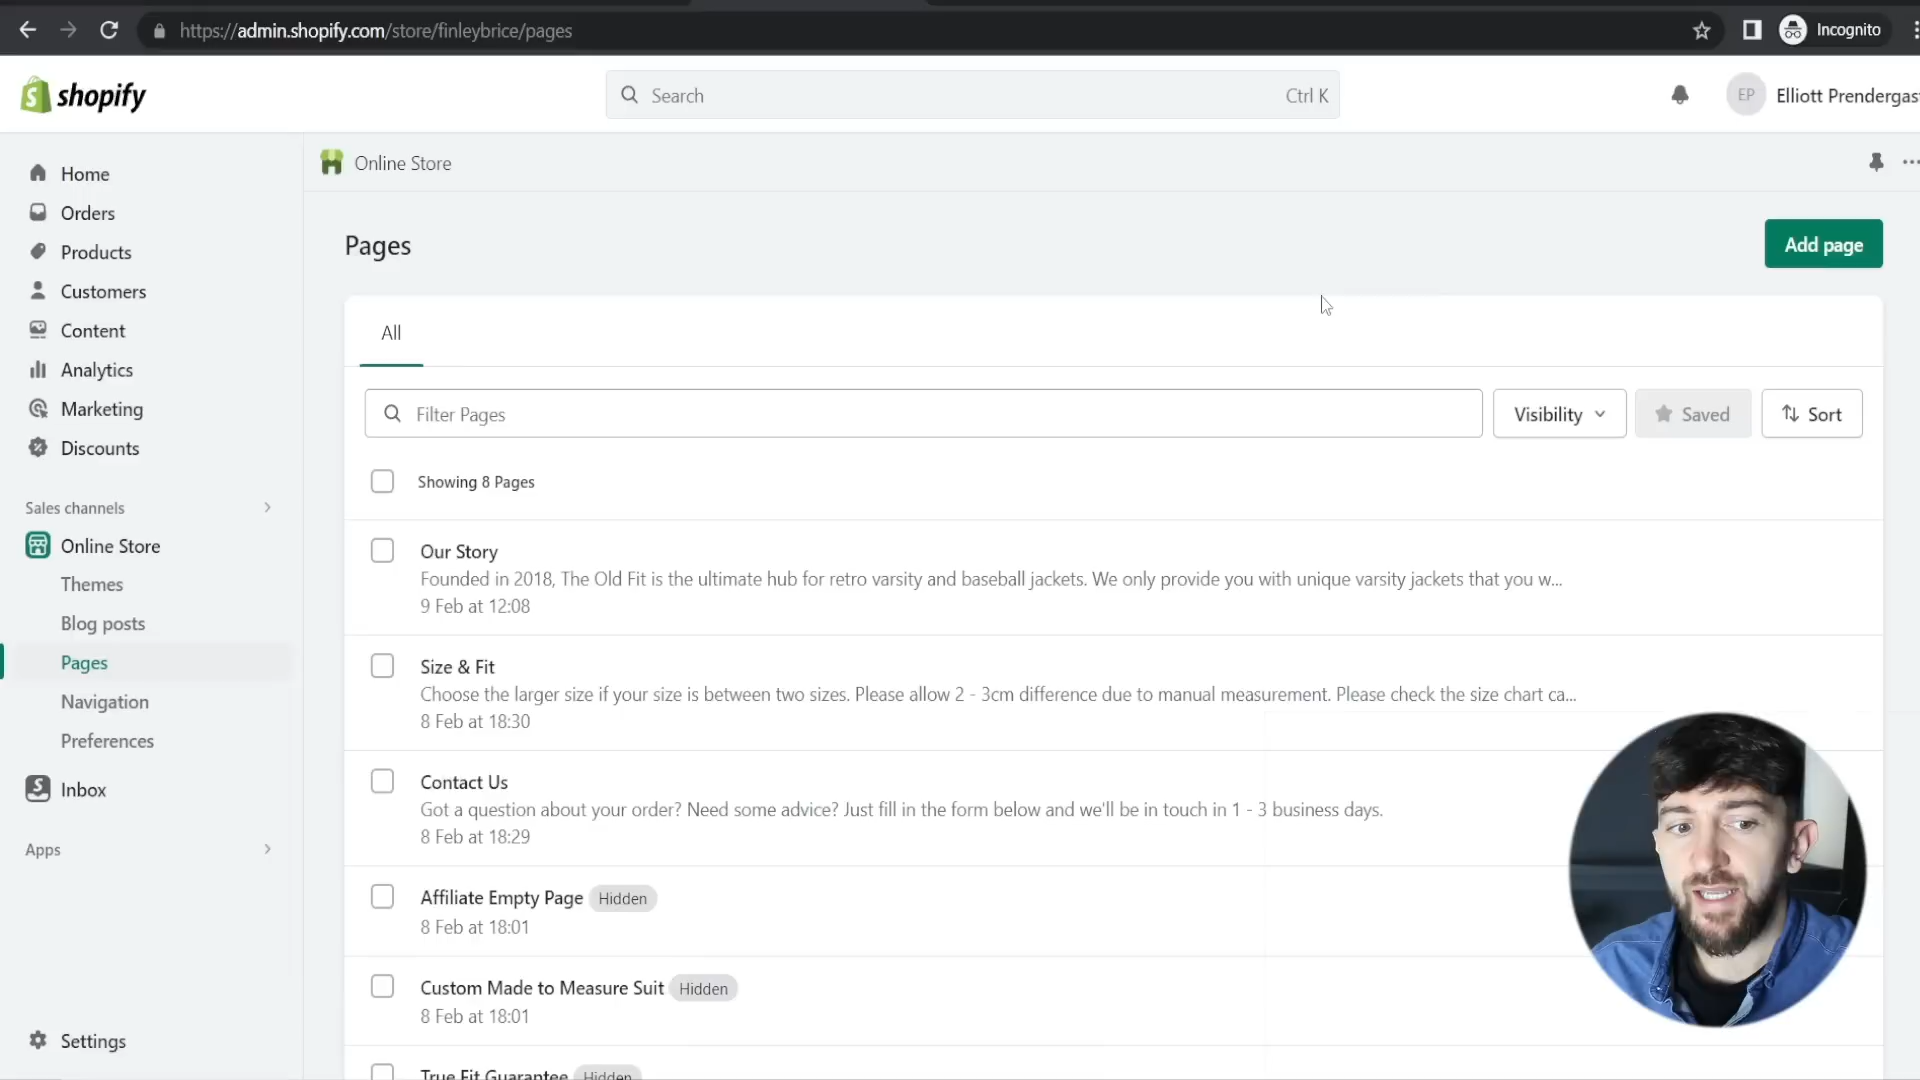 https://admin.shopify.com/store/finleybrice/pages
Incognito
shopify
Search
Ctrl K
EP
Elliott Prendergas
Home
Orders
Products
Customers
Content
Analytics
Marketing
Discounts
Sales channels
Online Store
Themes
Blog posts
Pages
Navigation
Preferences
Inbox
Apps
Settings
Online Store
Pages
Add page
All
Filter Pages
Visibility
Saved
Sort
Showing 8 Pages
Our Story
Founded in 2018, The Old Fit is the ultimate hub for retro varsity and baseball jackets. We only provide you with unique varsity jackets that you w...
9 Feb at 12:08
Size & Fit
Choose the larger size if your size is between two sizes. Please allow 2 - 3cm difference due to manual measurement. Please check the size chart ca...
8 Feb at 18:30
Contact Us
Got a question about your order? Need some advice? Just fill in the form below and we'll be in touch in 1 - 3 business days.
8 Feb at 18:29
Affiliate Empty Page Hidden
8 Feb at 18:01
Custom Made to Measure Suit Hidden
8 Feb at 18:01
True Fit Guarantee Hidden